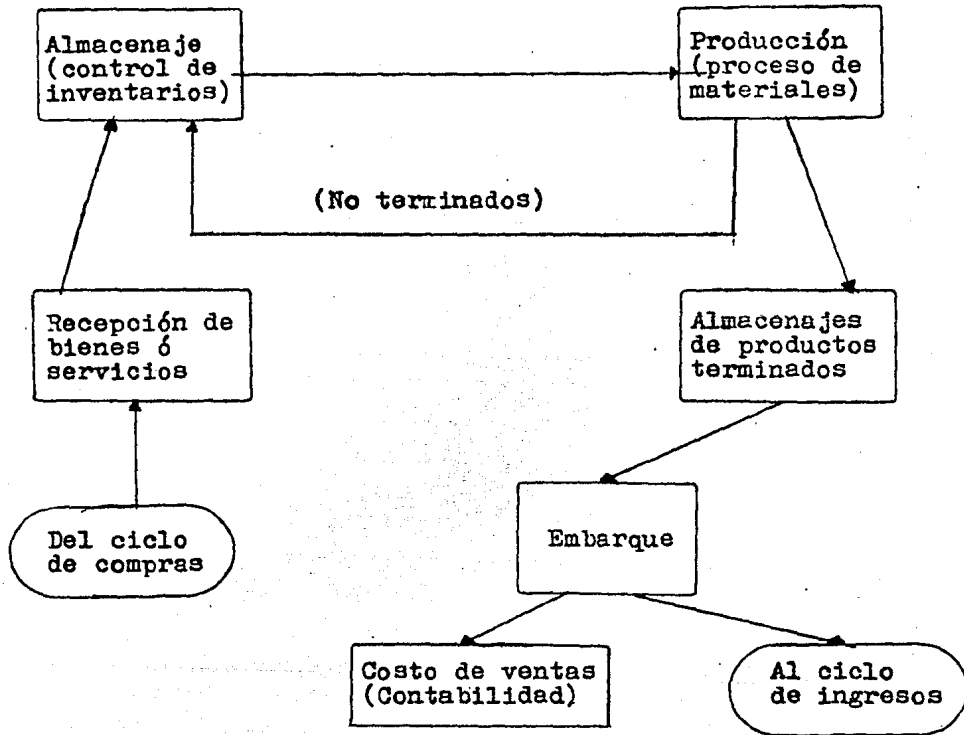 Almacenaje
(control de
inventarios)
Producción
(proceso de
materiales)
(No terminados)
Recepción de
bienes ó
servicios
Almacenajes
de productos
terminados
Del ciclo
de compras
Embarque
Costo de ventas
(Contabilidad)
Al ciclo
de ingresos